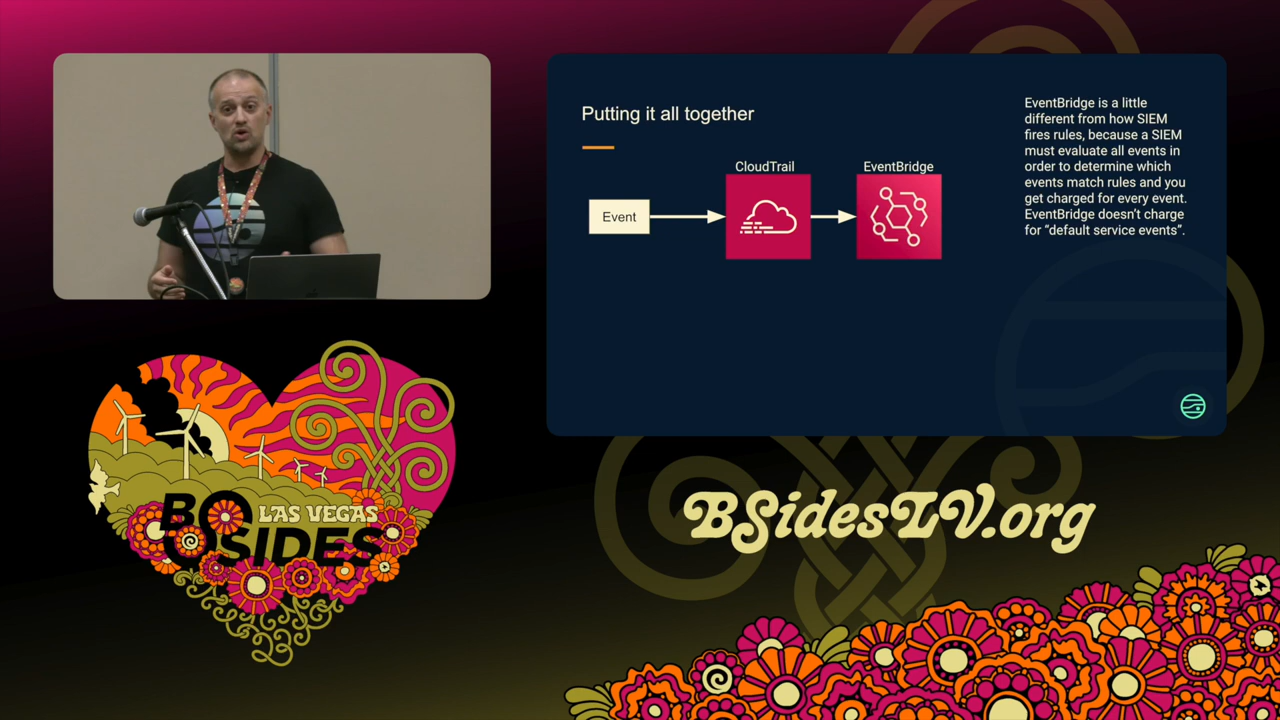 Putting it all together
CloudTrail
EventBridge
Event
EventBridge is a little
different from how SIEM
fires rules, because a SIEM
must evaluate all events in
order to determine which
events match rules and you
get charged for every event.
EventBridge doesn’t charge
for “default service events”.
BSIDES
LAS VEGAS
23
BSidesLV.org